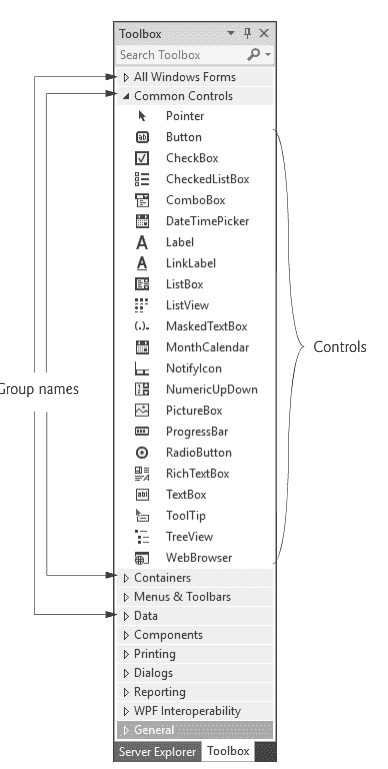 Toolbox
Search Toolbox
All Windows Forms
Common Controls
Pointer
Button
CheckBox
CheckedListBox
ComboBox
DateTimePicker
Label
LinkLabel
ListBox
ListView
MaskedTextBox
MonthCalendar
NotifyIcon
NumericUpDown
PictureBox
ProgressBar
RadioButton
RichTextBox
TextBox
ToolTip
TreeView
WebBrowser
Controls
Group names
Containers
Menus & Toolbars
Data
Components
Printing
Dialogs
Reporting
WPF Interoperability
General
Server Explorer Toolbox